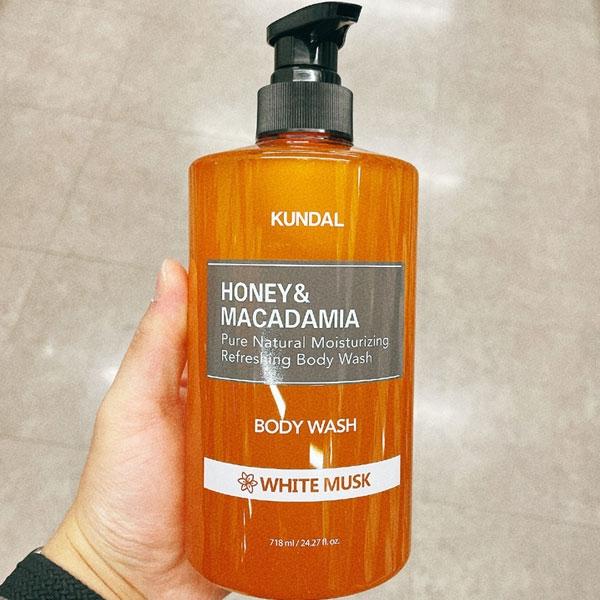 KUNDAL
HONEY&
MACADAMIA
Pure Natural Moisturizing
Refreshing Body Wash
BODY WASH
WHITE MUSK
718 ml / 24.27 fl. oz.